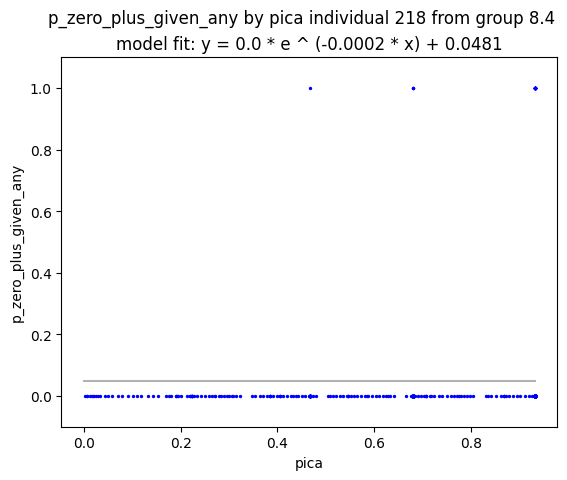 p_zero_plus_given_any by pica individual 218 from group 8.4
model fit: y = 0.0 * e ^ (-0.0002 * x) + 0.0481
p_zero_plus_given_any
1.0
0.8
0.6
0.4
0.2
0.0
0.0 0.2 0.4 0.6 0.8
pica